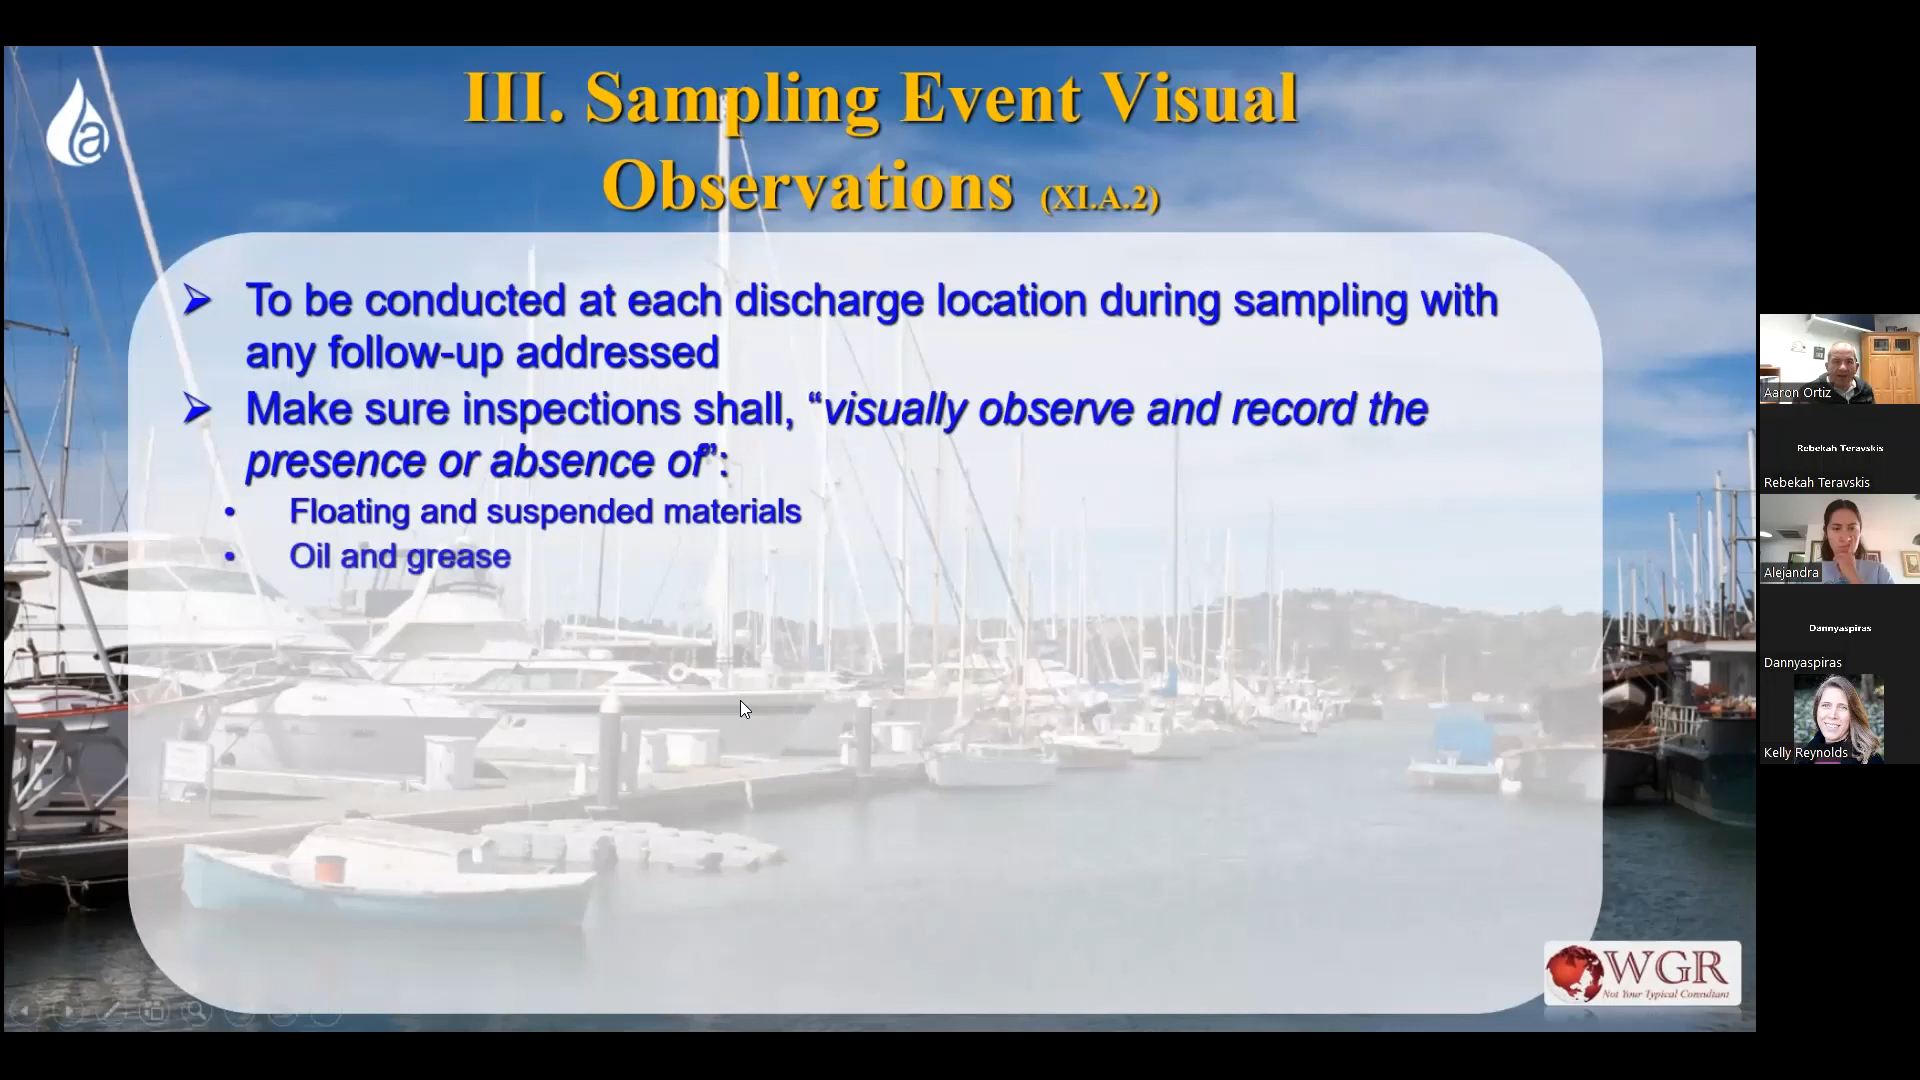 III. Sampling Event Visual
Observations (XI.A.2)
➢ To be conducted at each discharge location during sampling with
any follow-up addressed
➢ Make sure inspections shall, “visually observe and record the
presence or absence of”:
• Floating and suspended materials
• Oil and grease
a
WGR
Not Your Typical Consultant
Aaron Ortiz
Rebekah Teravskis
Rebekah Teravskis
Alejandra
Dannyaspiras
Dannyaspiras
Kelly Reynolds